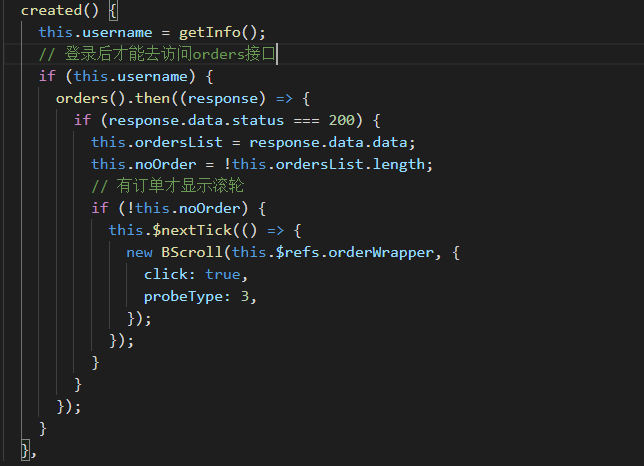 created() {
this.username = getInfo();
// 登录后才能去访问orders接口
if (this.username) {
orders().then((response) => {
if (response.data.status === 200) {
this.ordersList = response.data.data;
this.noOrder = !this.ordersList.length;
// 有订单才显示滚轮
if (!this.noOrder) {
this.$nextTick(() => {
new BScroll(this.$refs.orderWrapper, {
click: true,
probeType: 3,
});
});
}
}
});
}
},